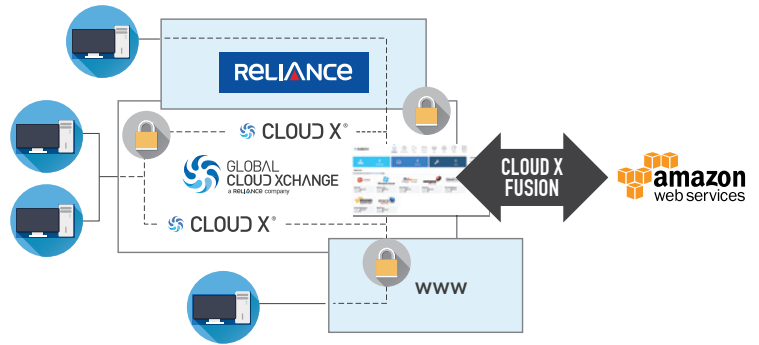 RELIANCE
CLOUD X®
GLOBAL
CLOUD XCHANGE
a RELIANCE company
CLOUD X®
CLOUD X
FUSION
amazon
web services
www